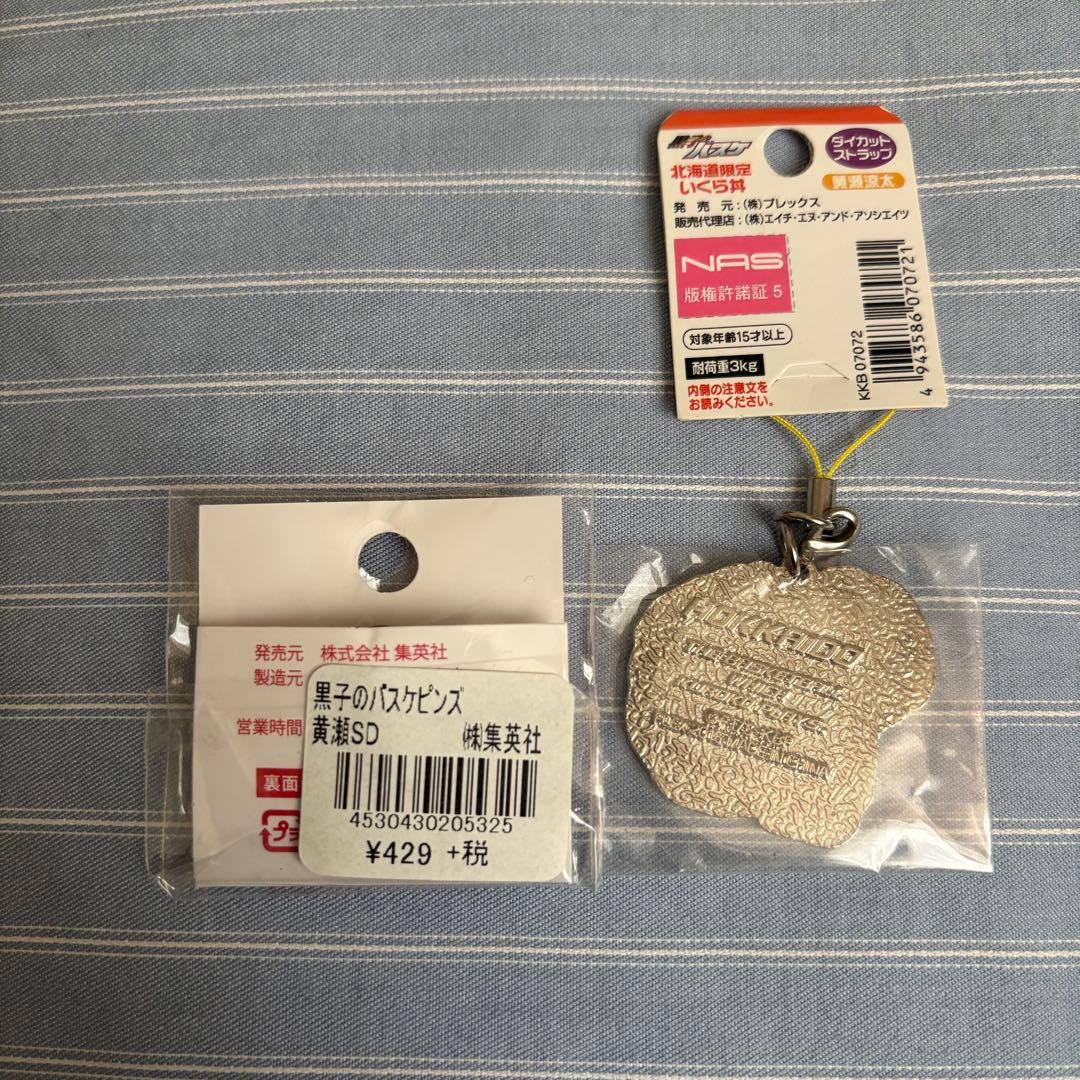 黒子のバスケ
ダイカット
ストラップ
北海道限定
いくら丼
黄瀬涼太
発売元:(株)プレックス
販売代理店:(株)エイチ・エヌ・アンド・アソシエイツ
NAS
版権許諾証 5
対象年齢15才以上
耐荷重3kg
内側の注意文を
お読みください。
KKB 07072
4 943586 070721
HOKKAIDO
発売元 株式会社 集英社
製造元
営業時間
裏面
プラ
黒子のバスケピンズ
黄瀬SD ㈱集英社
4530430205325
¥429 +税